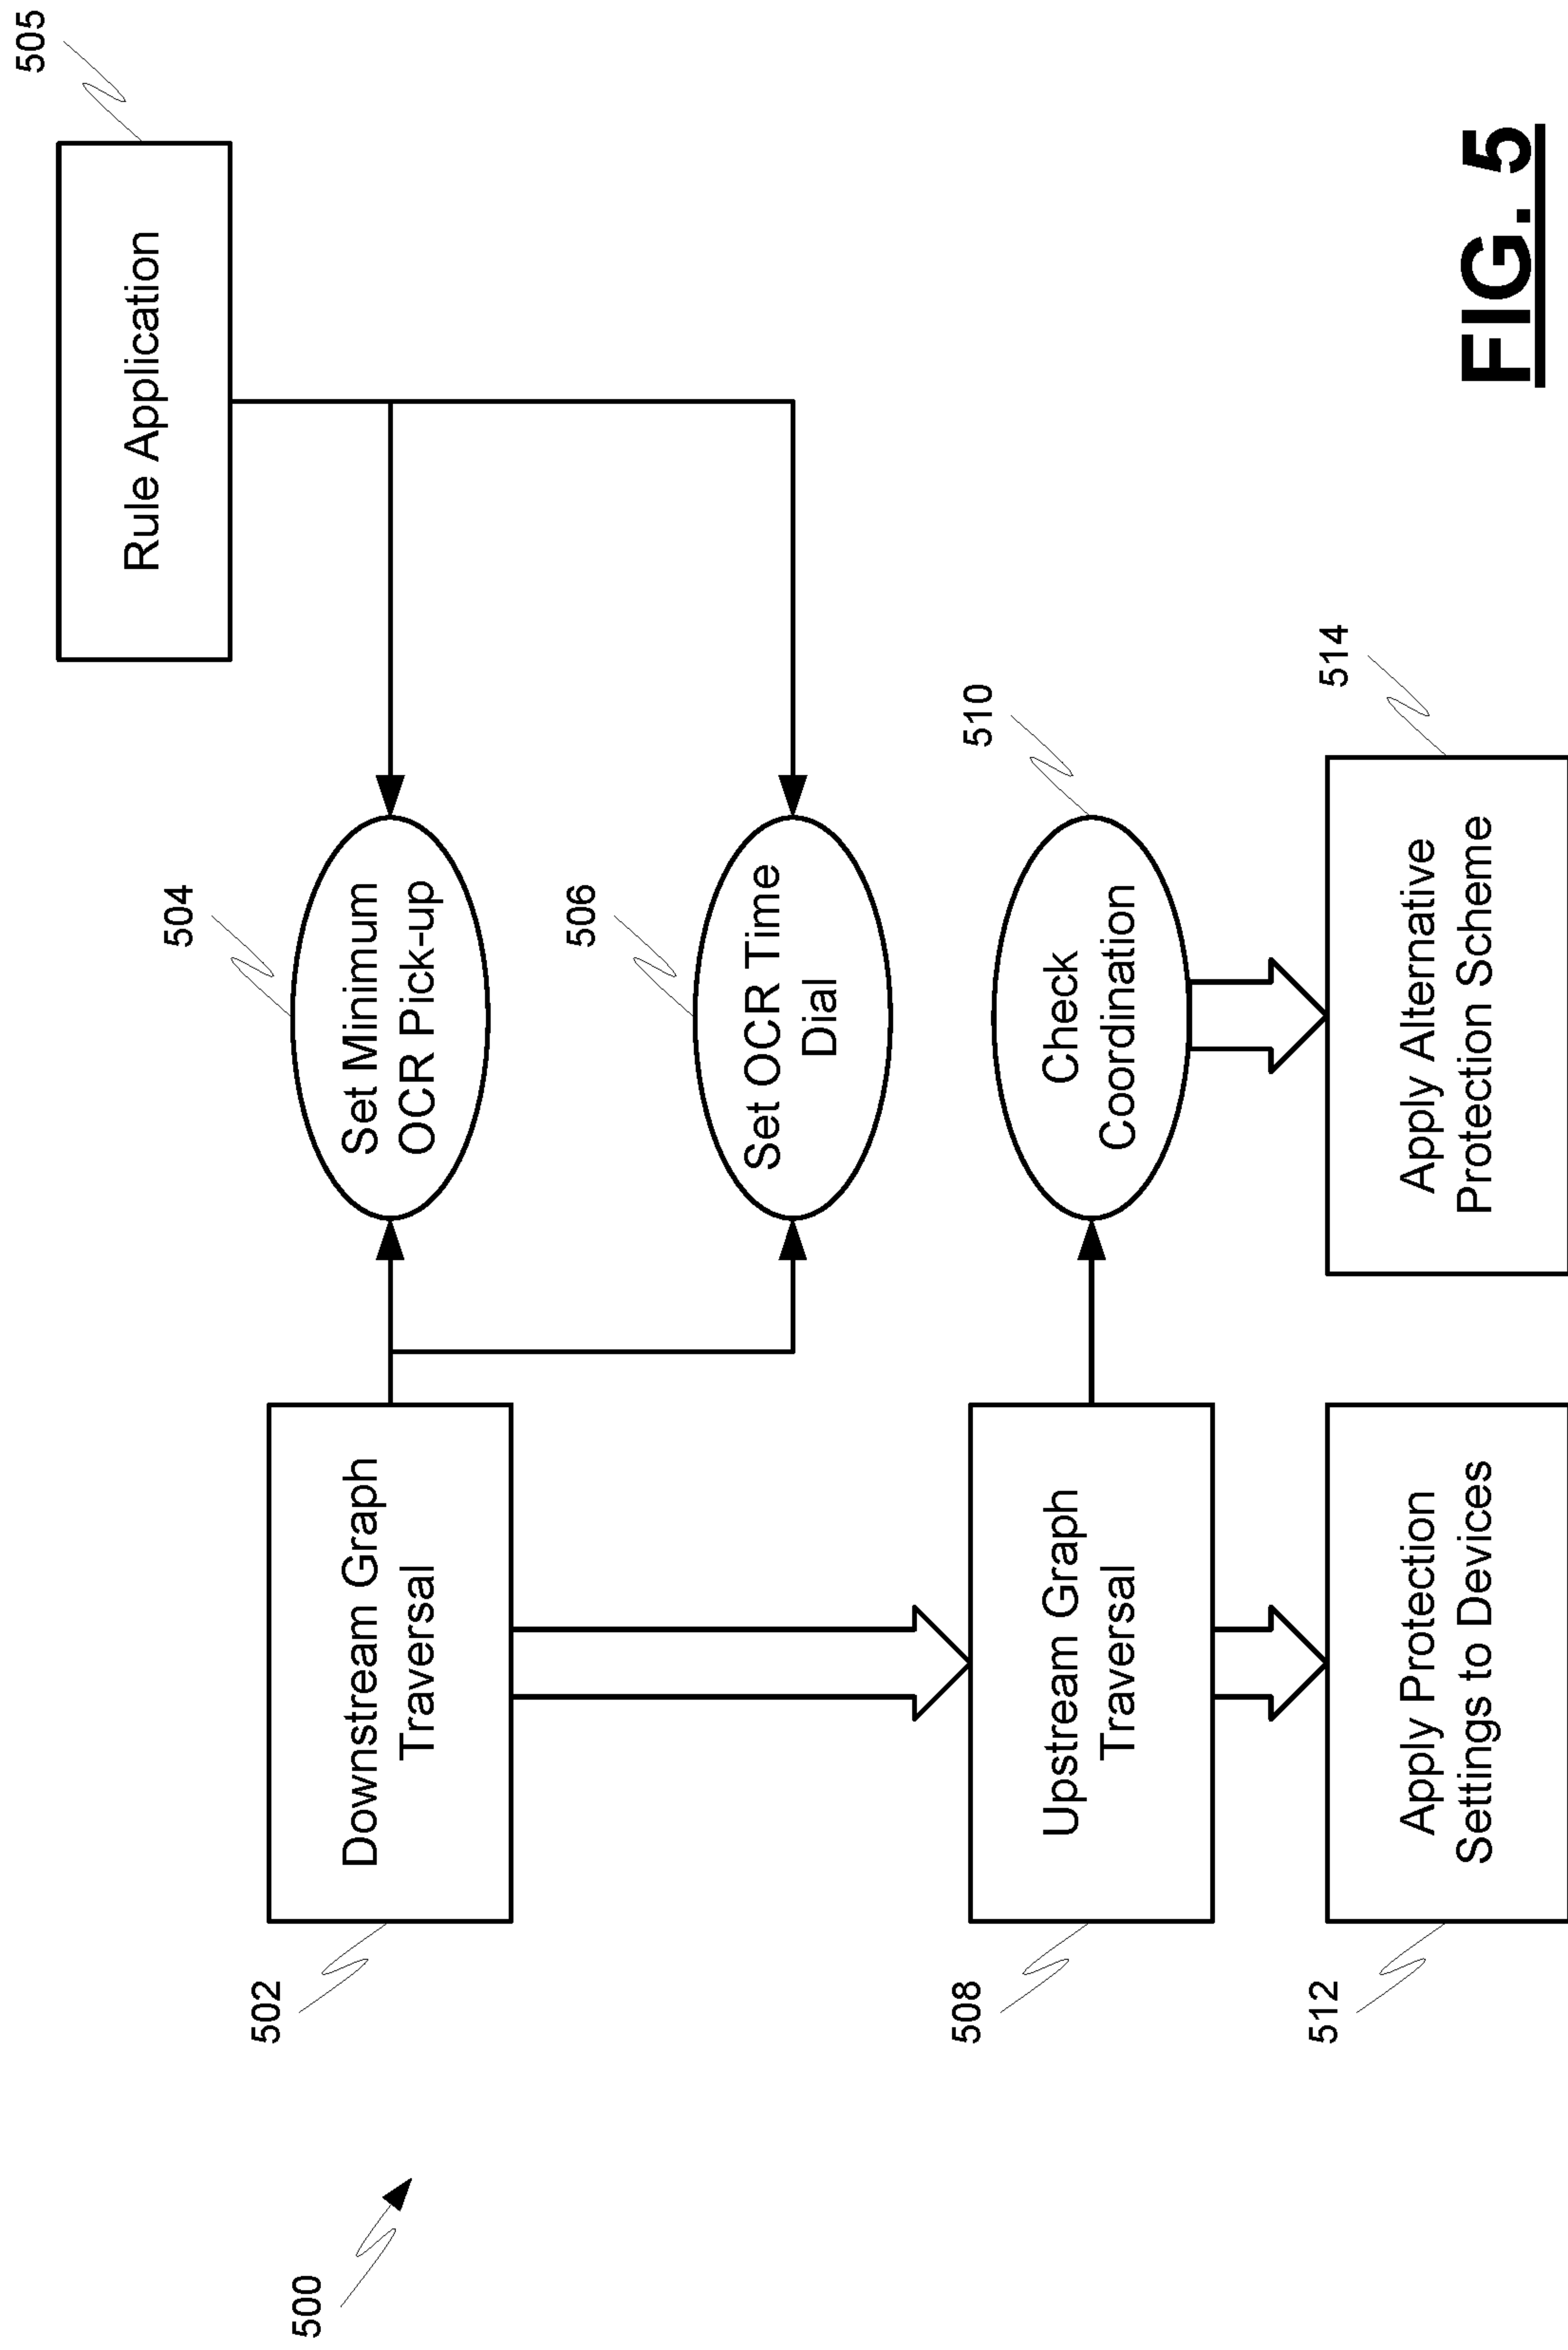 500
502
Downstream Graph
Traversal
504
Set Minimum
OCR Pick-up
505
Rule Application
506
Set OCR Time
Dial
508
Upstream Graph
Traversal
510
Check
Coordination
512
Apply Protection
Settings to Devices
514
Apply Alternative
Protection Scheme
FIG. 5